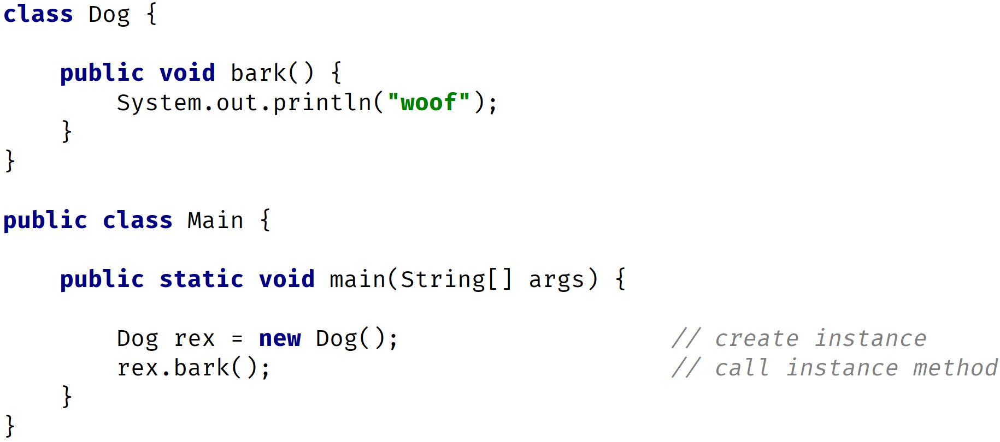 class Dog {
    public void bark() {
        System.out.println("woof");
    }
}
public class Main {
    public static void main(String[] args) {
        Dog rex = new Dog();                   // create instance
        rex.bark();                            // call instance method
    }
}